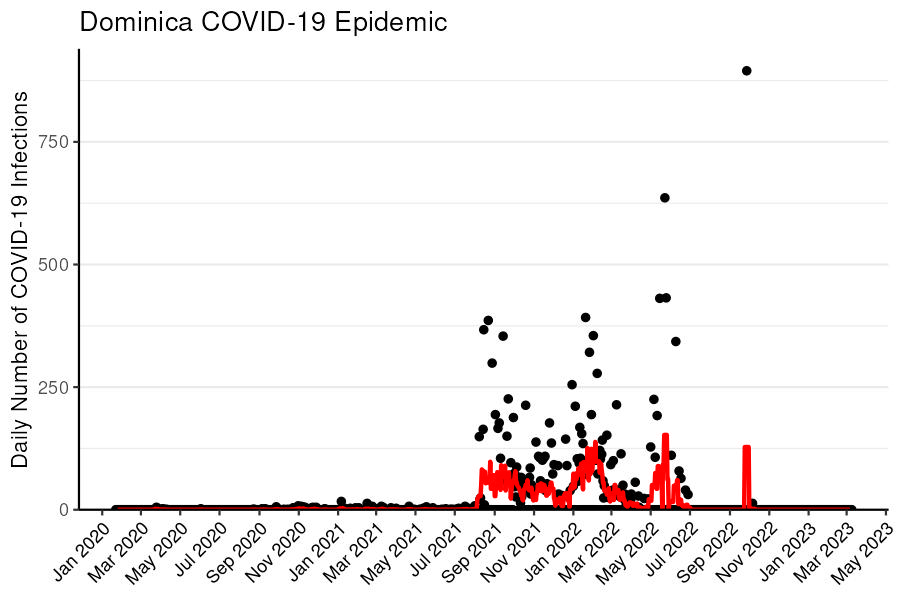 Dominica COVID-19 Epidemic
Daily Number of COVID-19 Infections
750
500
250
0
Jan 2020
Mar 2020
May 2020
Jul 2020
Sep 2020
Nov 2020
Jan 2021
Mar 2021
May 2021
Jul 2021
Sep 2021
Nov 2021
Jan 2022
Mar 2022
May 2022
Jul 2022
Sep 2022
Nov 2022
Jan 2023
Mar 2023
May 2023